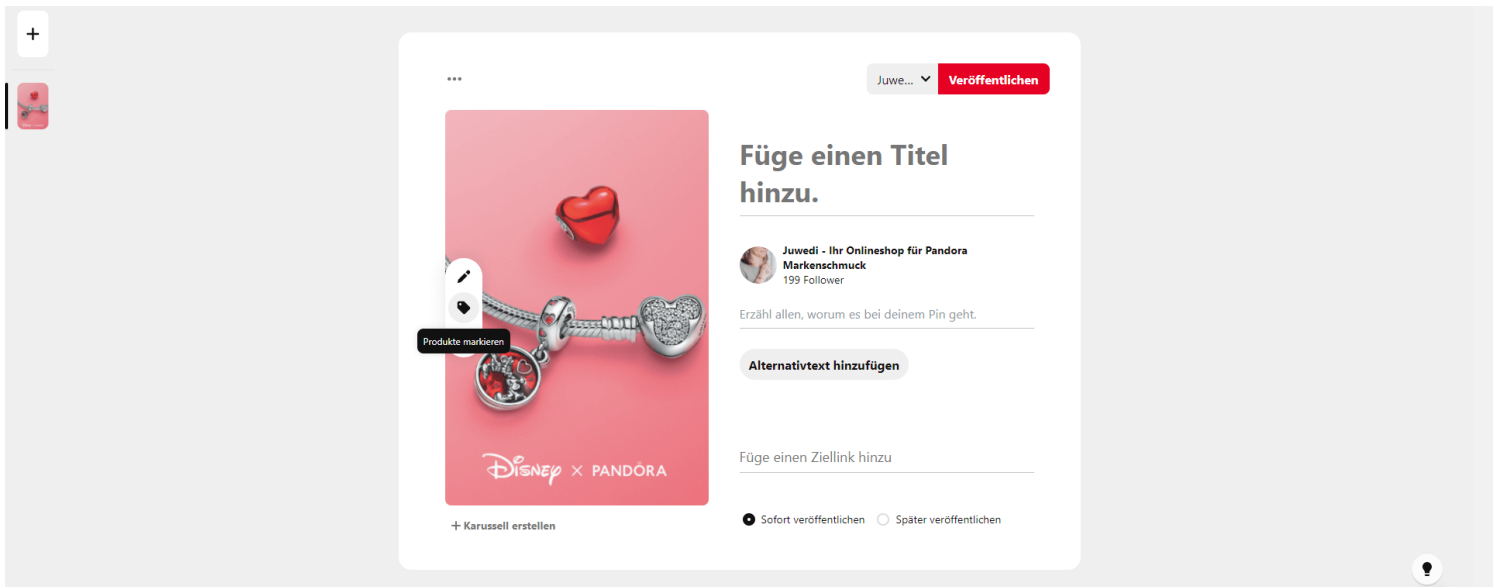 Juwe...
Veröffentlichen
Füge einen Titel
hinzu.
Juwedi - Ihr Onlineshop für Pandora
Markenschmuck
199 Follower
Erzähl allen, worum es bei deinem Pin geht.
Produkte markieren
Alternativtext hinzufügen
Füge einen Ziellink hinzu
Disney × PANDÖRA
Karussell erstellen
Sofort veröffentlichen
Später veröffentlichen